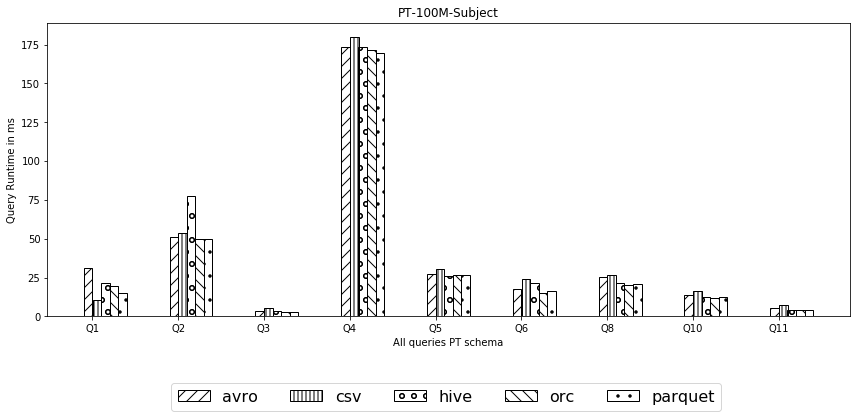 PT-100M-Subject
Query Runtime in ms
175
150
125
100
75
50
25
0
Q1 Q2 Q3 Q4 Q5 Q6 Q8 Q10 Q11
All queries PT schema
avro csv hive orc parquet